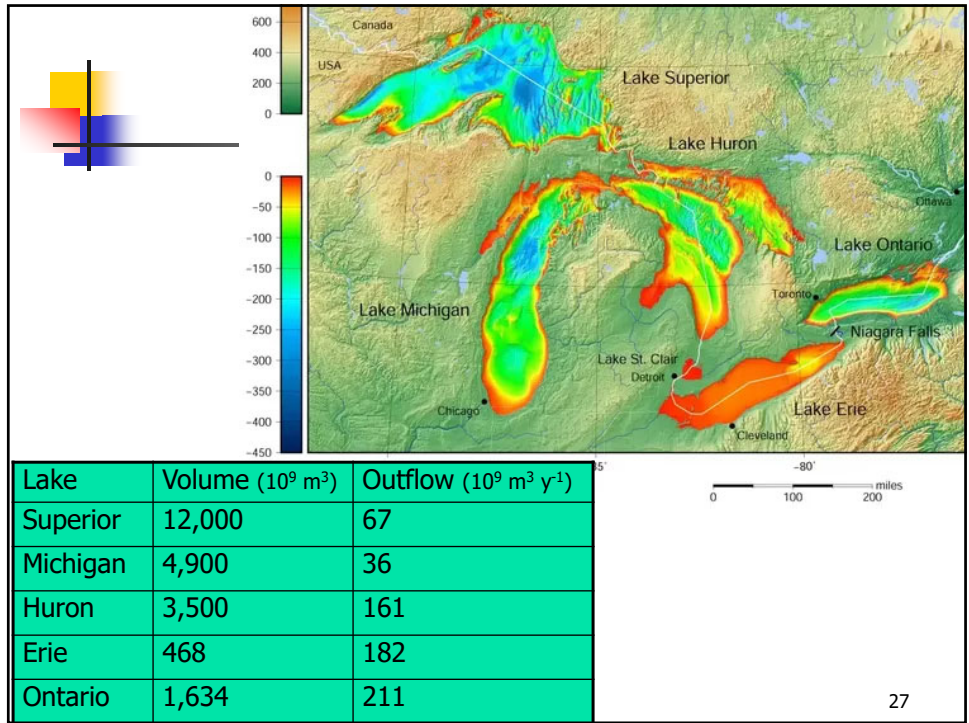 600
400
200
0
Canada
USA
Lake Superior
Lake Huron
Ottawa
0
−50
−100
−150
−200
−250
−300
−350
−400
−450
Lake Ontario
Toronto
Niagara Falls
Lake Michigan
Lake St. Clair
Detroit
Lake Erie
Chicago
Cleveland
35˚ −80˚
miles
0 100 200
Lake Volume (10⁹ m³) Outflow (10⁹ m³ y⁻¹)
Superior 12,000 67
Michigan 4,900 36
Huron 3,500 161
Erie 468 182
Ontario 1,634 211
27